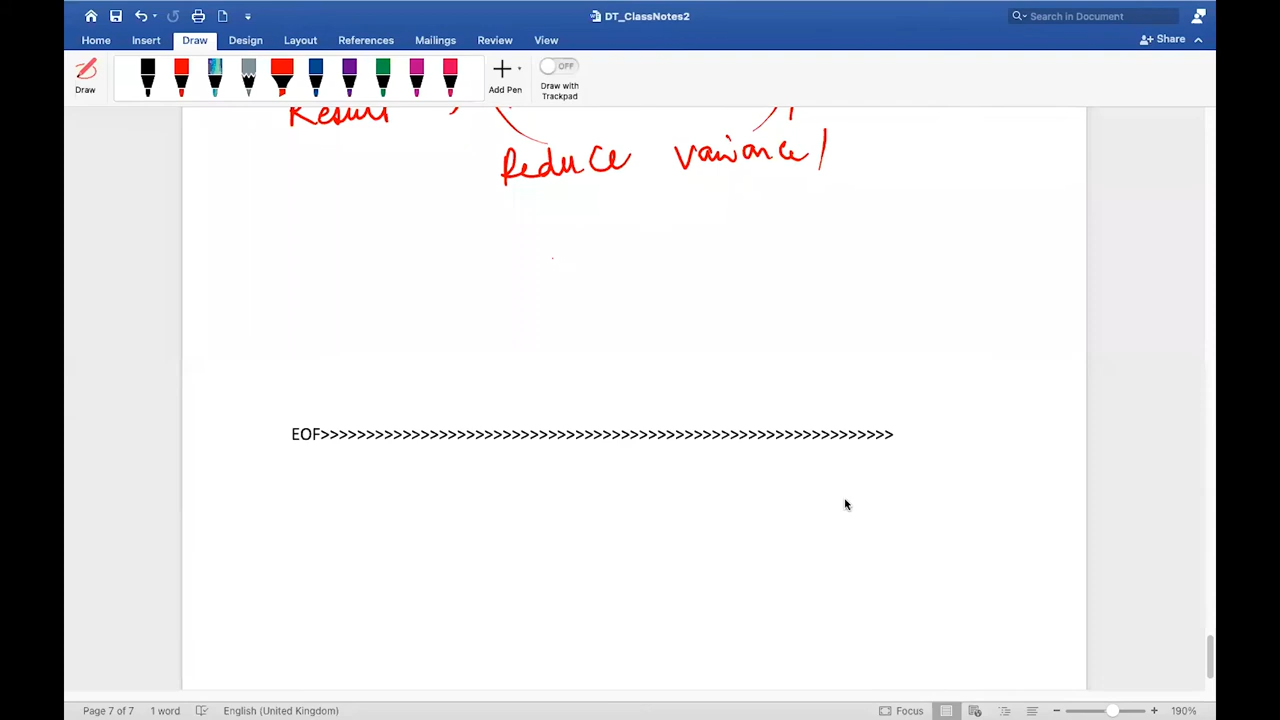 DT_ClassNotes2
Search in Document
Home Insert Draw Design Layout References Mailings Review View
Share
Draw
Add Pen
OFF
Draw with
Trackpad
Result
Reduce Variance
EOF>>>>>>>>>>>>>>>>>>>>>>>>>>>>>>>>>>>>>>>>>>>>>>>>>>>>>>>>>>>>>>>
Page 7 of 7 1 word English (United Kingdom) Focus 190%